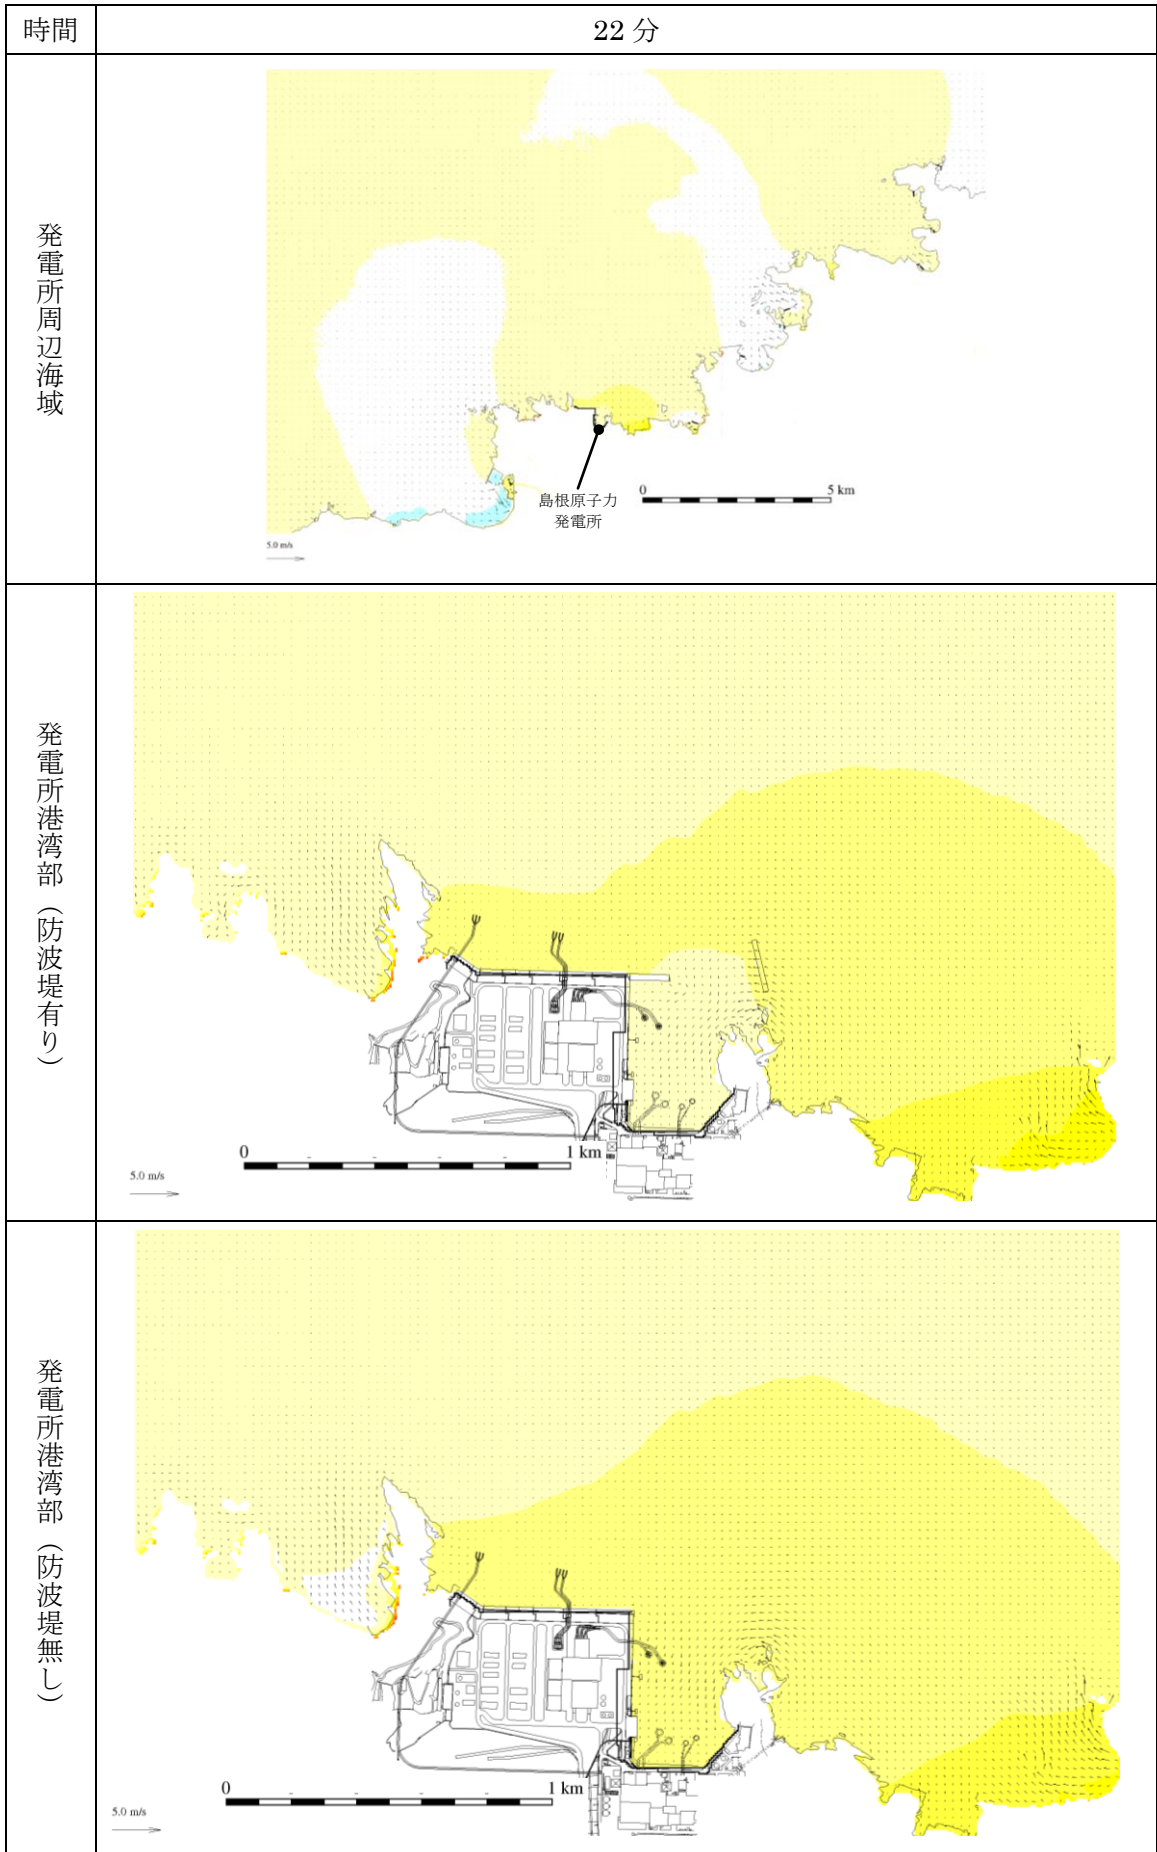 時間
22 分
発電所周辺海域
島根原子力
発電所
0
5 km
5.0 m/s
発電所港湾部（防波堤有り）
0
1 km
5.0 m/s
発電所港湾部（防波堤無し）
0
1 km
5.0 m/s